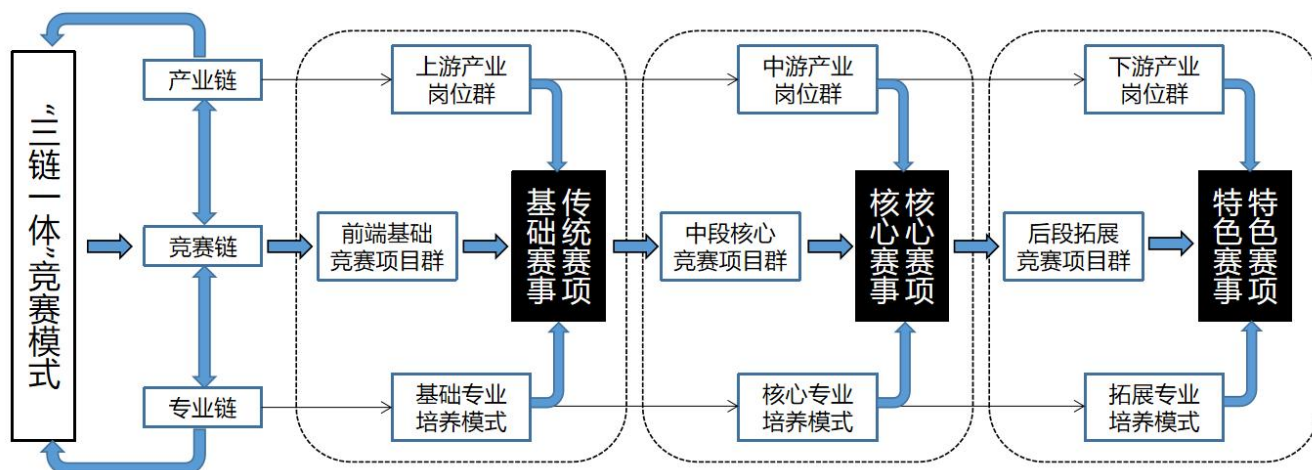 “三链一体”竞赛模式
产业链
竞赛链
专业链
上游产业
岗位群
前端基础
竞赛项目群
基础专业
培养模式
传统赛项
基础赛事
中游产业
岗位群
中段核心
竞赛项目群
核心专业
培养模式
核心赛项
核心赛事
下游产业
岗位群
后段拓展
竞赛项目群
拓展专业
培养模式
特色赛项
特色赛事